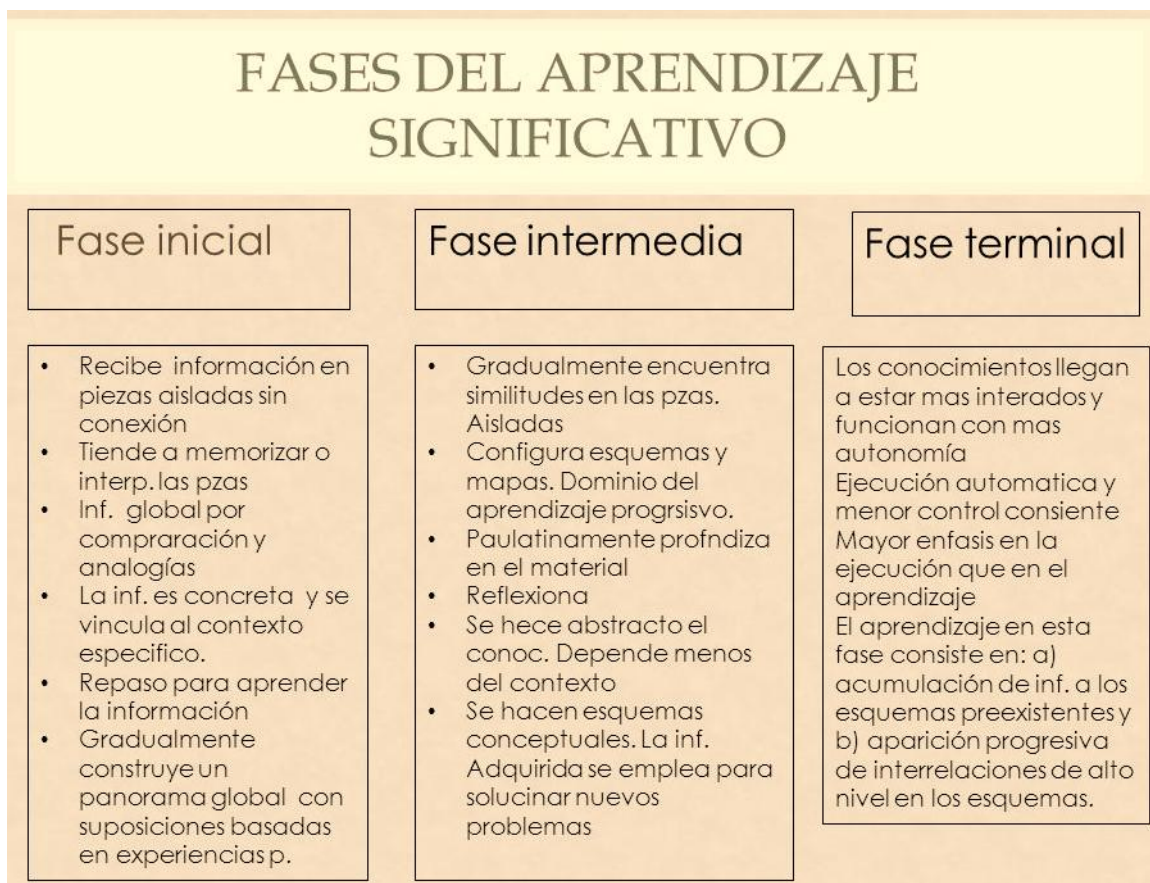 FASES DEL APRENDIZAJE
SIGNIFICATIVO
Fase inicial
• Recibe información en
piezas aisladas sin
conexión
• Tiende a memorizar o
interp. las pzas
• Inf. global por
compraración y
analogías
• La inf. es concreta y se
vincula al contexto
especifico.
• Repaso para aprender
la información
• Gradualmente
construye un
panorama global con
suposiciones basadas
en experiencias p.
Fase intermedia
• Gradualmente encuentra
similitudes en las pzas.
Aisladas
• Configura esquemas y
mapas. Dominio del
aprendizaje progrsisvo.
• Paulatinamente profndiza
en el material
• Reflexiona
• Se hece abstracto el
conoc. Depende menos
del contexto
• Se hacen esquemas
conceptuales. La inf.
Adquirida se emplea para
solucinar nuevos
problemas
Fase terminal
Los conocimientos llegan
a estar mas interados y
funcionan con mas
autonomía
Ejecución automatica y
menor control consiente
Mayor enfasis en la
ejecución que en el
aprendizaje
El aprendizaje en esta
fase consiste en: a)
acumulación de inf. a los
esquemas preexistentes y
b) aparición progresiva
de interrelaciones de alto
nivel en los esquemas.